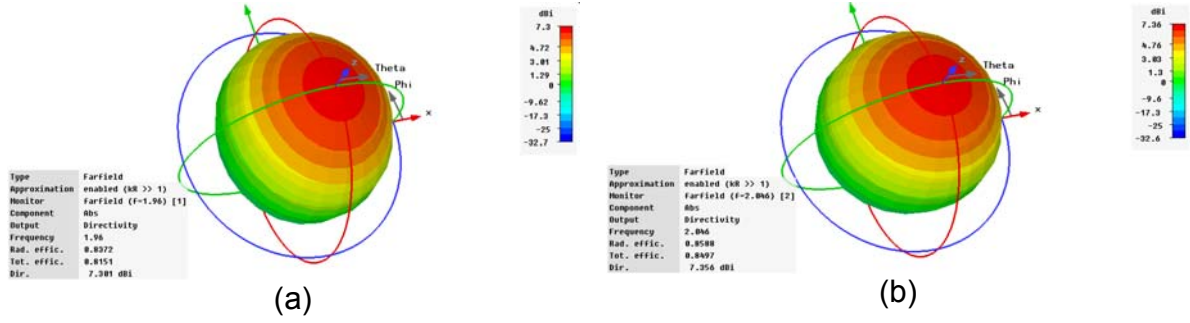 dBi
7.3
4.72
3.01
1.29
0
-9.62
-17.3
-25
-32.7
z
Theta
Phi
x
Type Farfield
Approximation enabled (kR >> 1)
Monitor Farfield (f=1.96) [1]
Component Abs
Output Directivity
Frequency 1.96
Rad. effic. 0.8372
Tot. effic. 0.8151
Dir. 7.301 dBi
(a)
dBi
7.36
4.76
3.03
1.3
0
-9.6
-17.3
-25
-32.6
z
Theta
Phi
x
Type Farfield
Approximation enabled (kR >> 1)
Monitor Farfield (f=2.046) [2]
Component Abs
Output Directivity
Frequency 2.046
Rad. effic. 0.8580
Tot. effic. 0.8497
Dir. 7.356 dBi
(b)